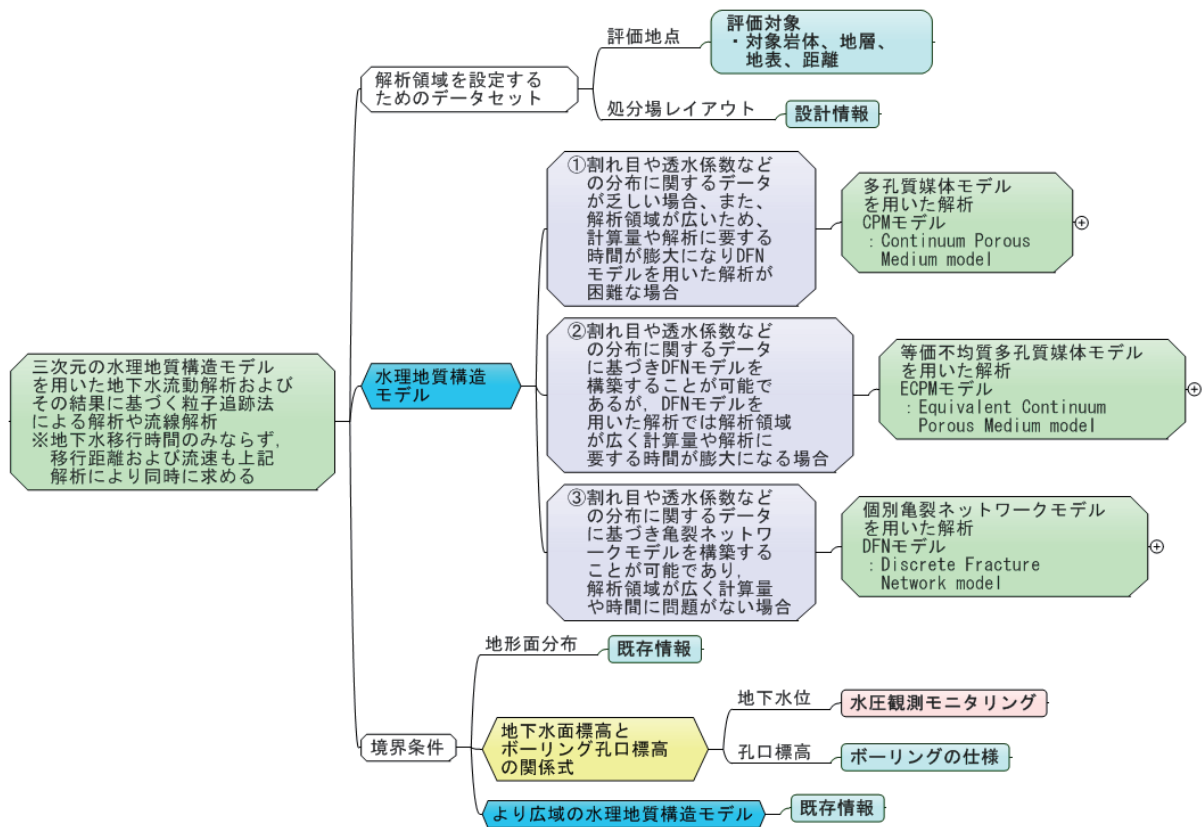 三次元の水理地質構造モデル
を用いた地下水流動解析および
その結果に基づく粒子追跡法
による解析や流線解析
※地下水移行時間のみならず，
移行距離および流速も上記
解析により同時に求める
解析領域を設定する
ためのデータセット
評価地点
評価対象
・対象岩体、地層、
地表、距離
処分場レイアウト
設計情報
水理地質構造
モデル
①割れ目や透水係数など
の分布に関するデータ
が乏しい場合、また、
解析領域が広いため、
計算量や解析に要する
時間が膨大になりDFN
モデルを用いた解析が
困難な場合
多孔質媒体モデル
を用いた解析
CPMモデル
：Continuum Porous
Medium model
②割れ目や透水係数など
の分布に関するデータ
に基づきDFNモデルを
構築することが可能で
あるが、DFNモデルを
用いた解析では解析領域
が広く計算量や解析に
要する時間が膨大になる場合
等価不均質多孔質媒体モデル
を用いた解析
ECPMモデル
：Equivalent Continuum
Porous Medium model
③割れ目や透水係数など
の分布に関するデータ
に基づき亀裂ネットワ
ークモデルを構築する
ことが可能であり，
解析領域が広く計算量
や時間に問題がない場合
個別亀裂ネットワークモデル
を用いた解析
DFNモデル
：Discrete Fracture
Network model
境界条件
地形面分布
既存情報
地下水面標高と
ボーリング孔口標高
の関係式
地下水位
水圧観測モニタリング
孔口標高
ボーリングの仕様
より広域の水理地質構造モデル
既存情報